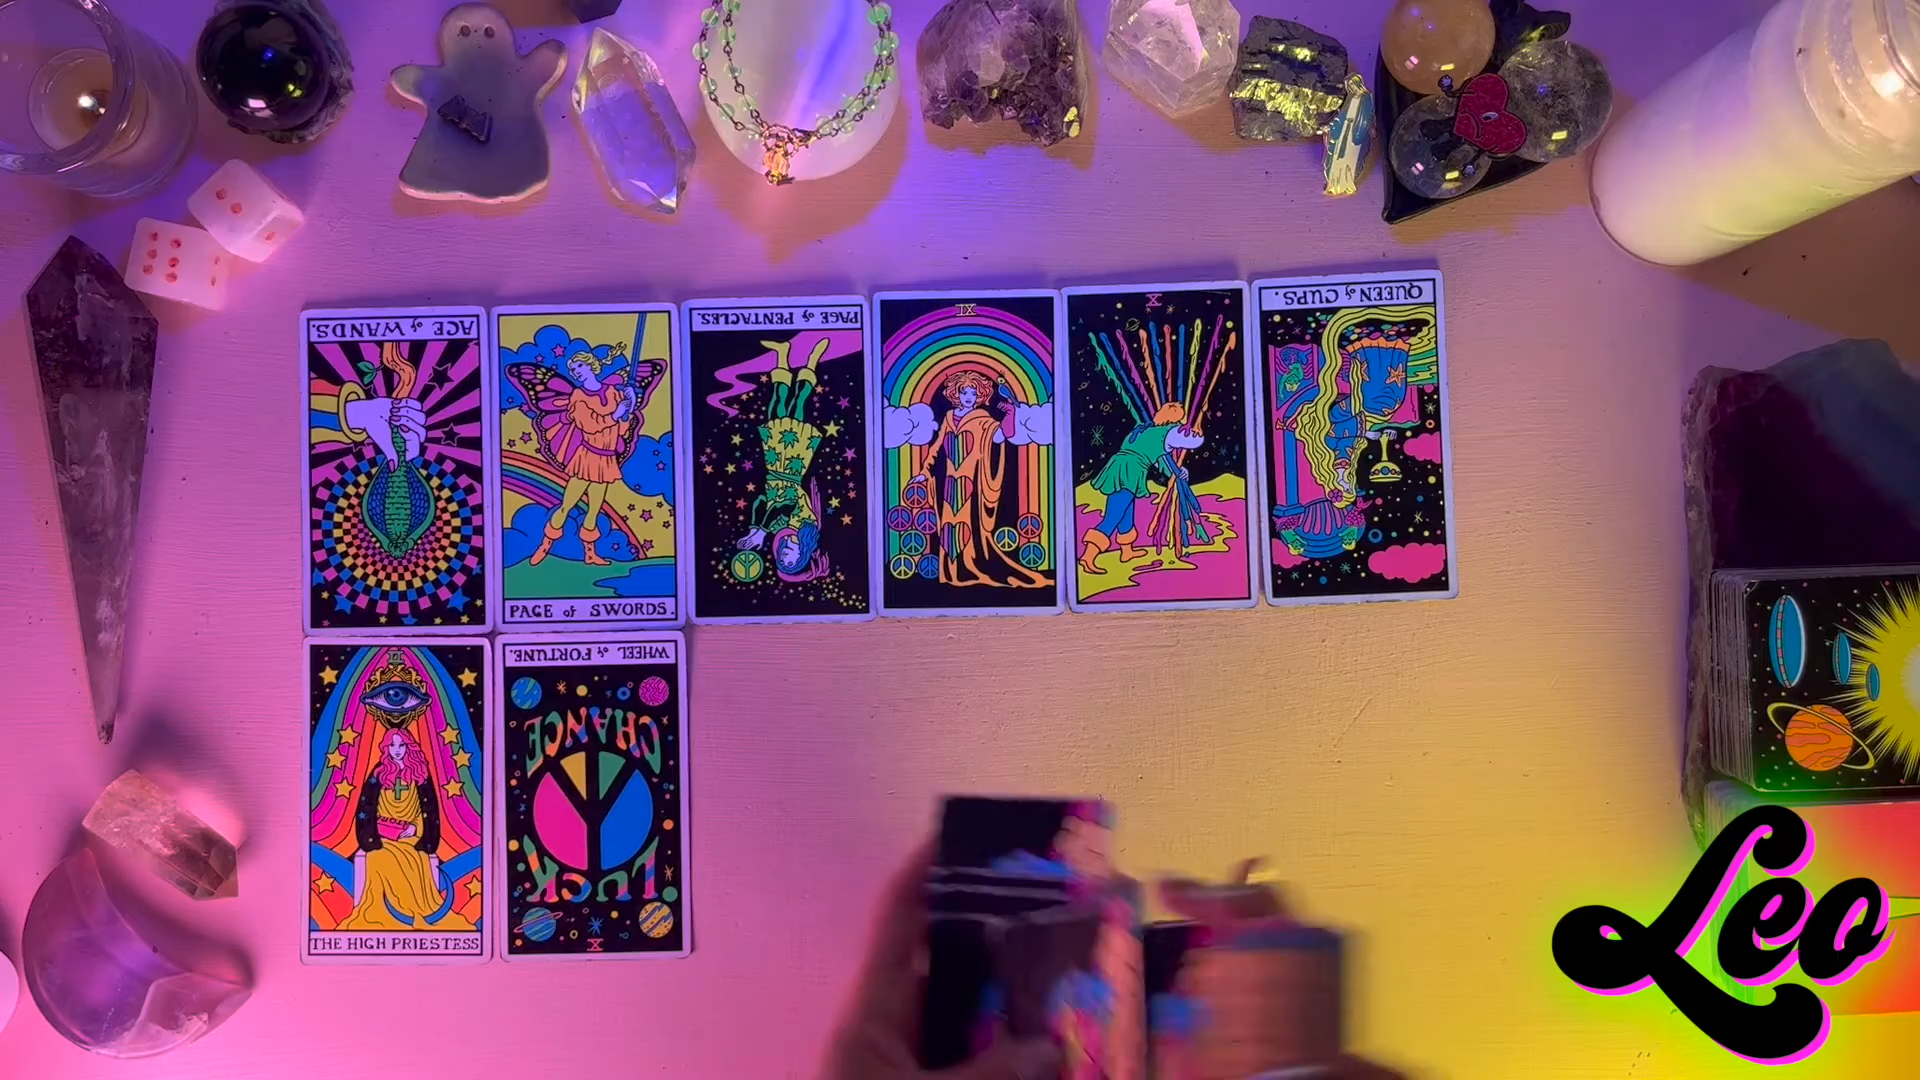 ACE of WANDS.
PAGE of SWORDS.
PAGE of PENTACLES.
IX
X
QUEEN of CUPS.
II
THE HIGH PRIESTESS
WHEEL of FORTUNE.
CHANCE
LUCK
X
Leo